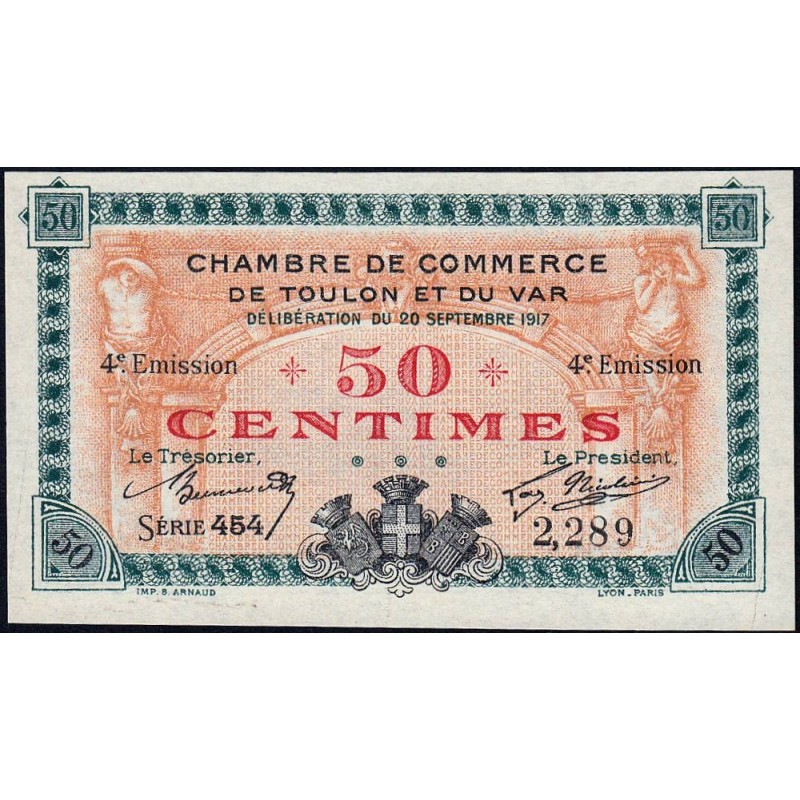 50 50
CHAMBRE DE COMMERCE
DE TOULON ET DU VAR
DÉLIBÉRATION DU 20 SEPTEMBRE 1917
4e. Emission 50 4e. Emission
CENTIMES
Le Trésorier, Le President,
SÉRIE 454 2,289
50 50
IMP. B. ARNAUD LYON-PARIS